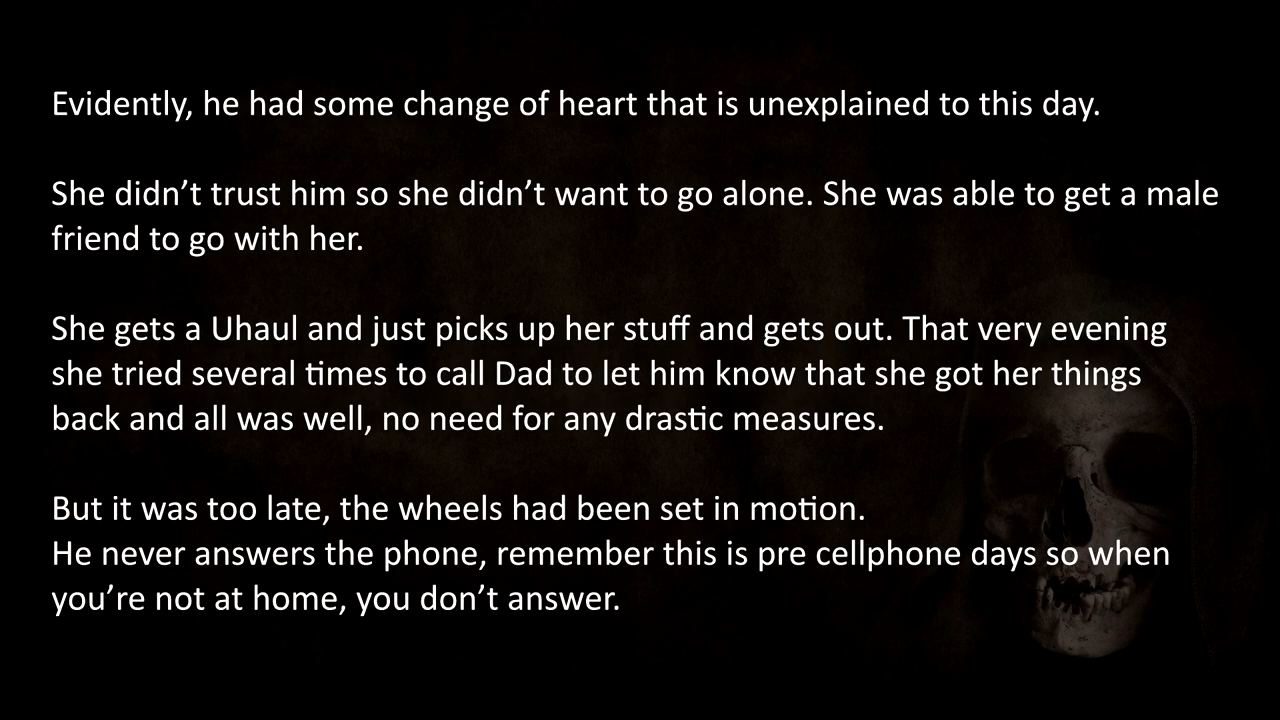 Evidently, he had some change of heart that is unexplained to this day.
She didn’t trust him so she didn’t want to go alone. She was able to get a male
friend to go with her.
She gets a Uhaul and just picks up her stuff and gets out. That very evening
she tried several times to call Dad to let him know that she got her things
back and all was well, no need for any drastic measures.
But it was too late, the wheels had been set in motion.
He never answers the phone, remember this is pre cellphone days so when
you’re not at home, you don’t answer.